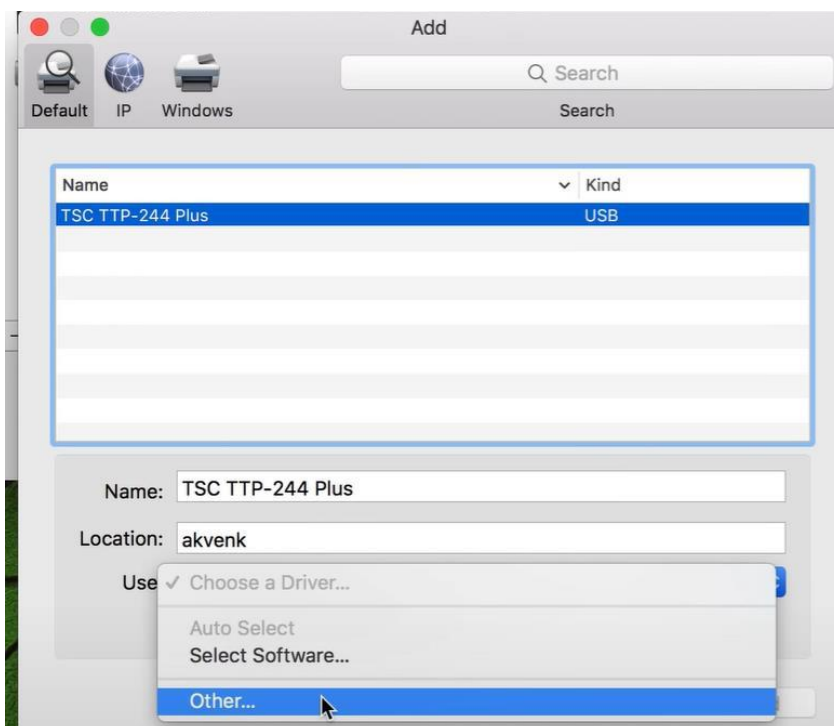 Add
Search
Default IP Windows Search
Name Kind
TSC TTP-244 Plus USB
Name: TSC TTP-244 Plus
Location: akvenk
Use Choose a Driver...
Auto Select
Select Software...
Other...